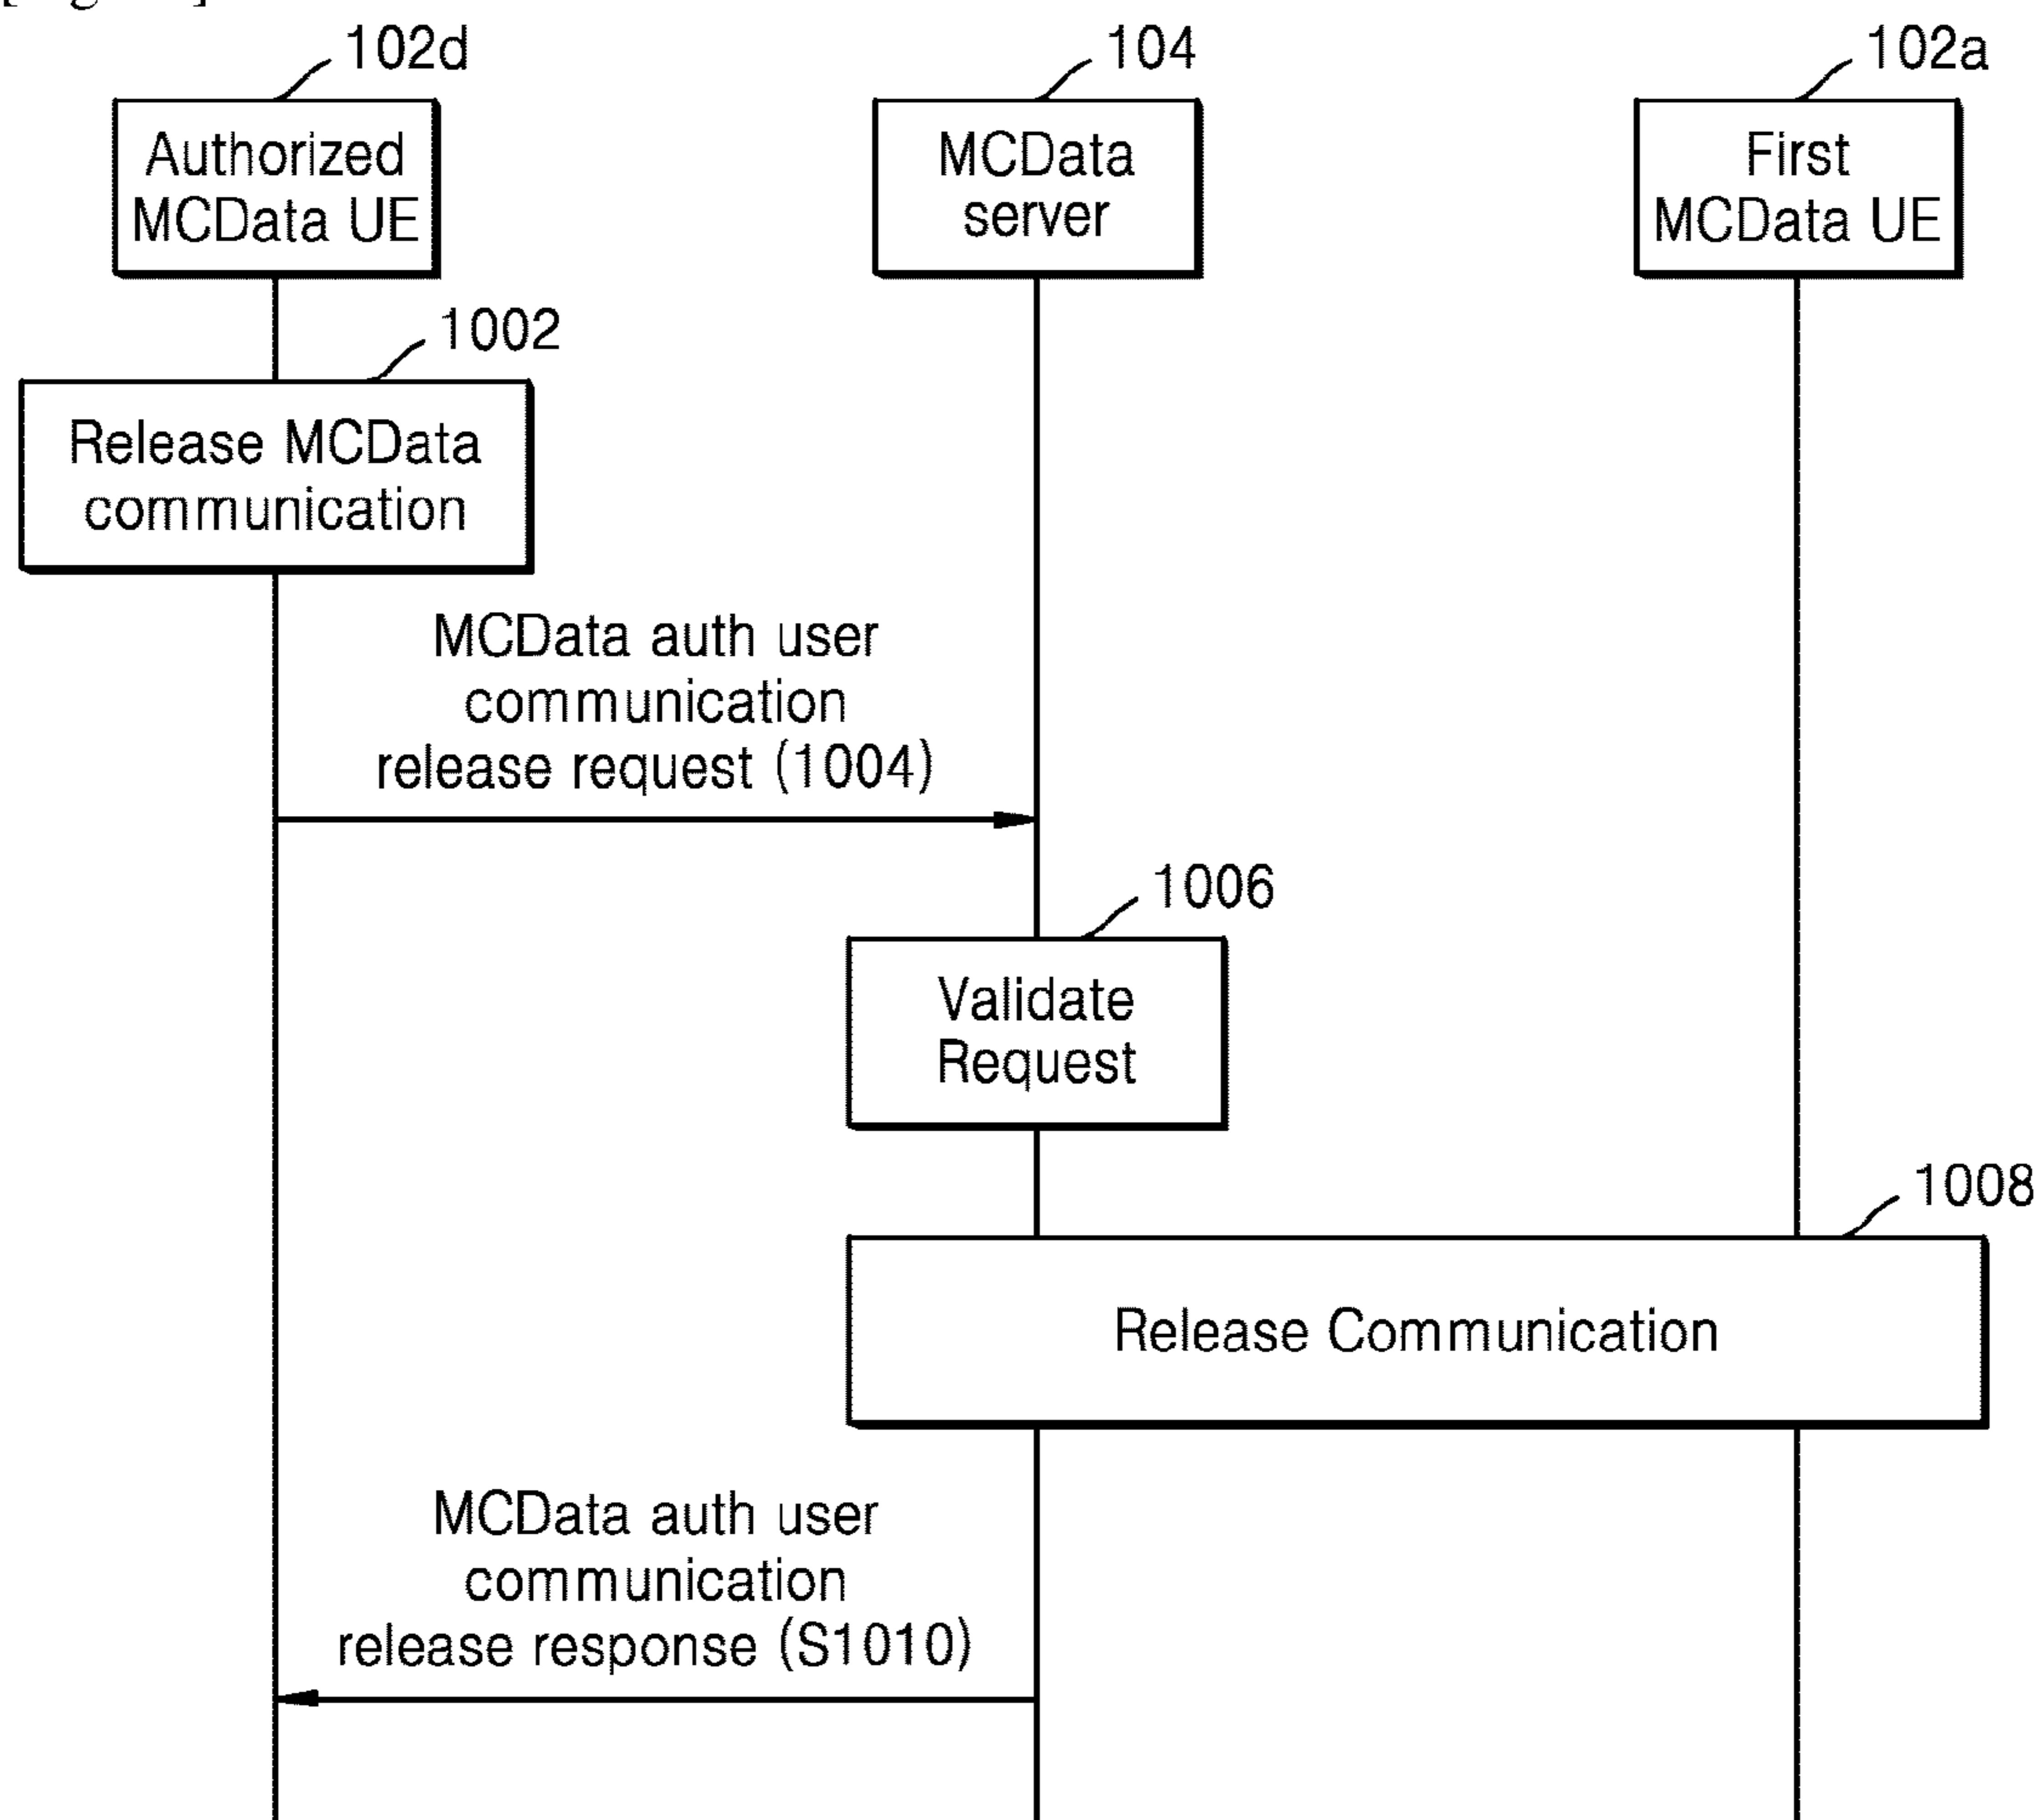 102d
104
102a
Authorized
MCData UE
MCData
server
First
MCData UE
1002
Release MCData
communication
MCData auth user
communication
release request (1004)
1006
Validate
Request
1008
Release Communication
MCData auth user
communication
release response (S1010)